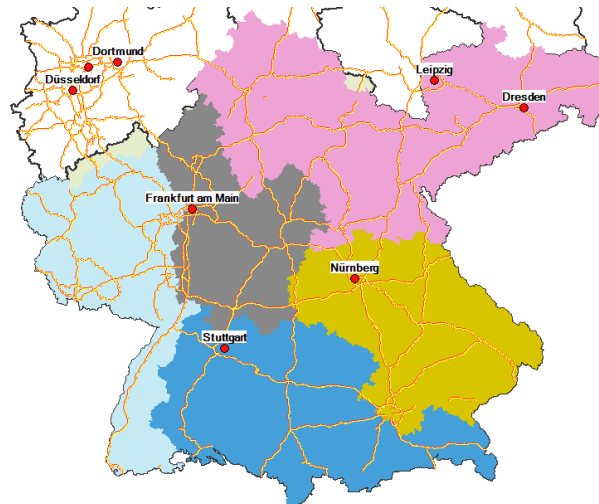 Dortmund
Düsseldorf
Leipzig
Dresden
Frankfurt am Main
Nürnberg
Stuttgart